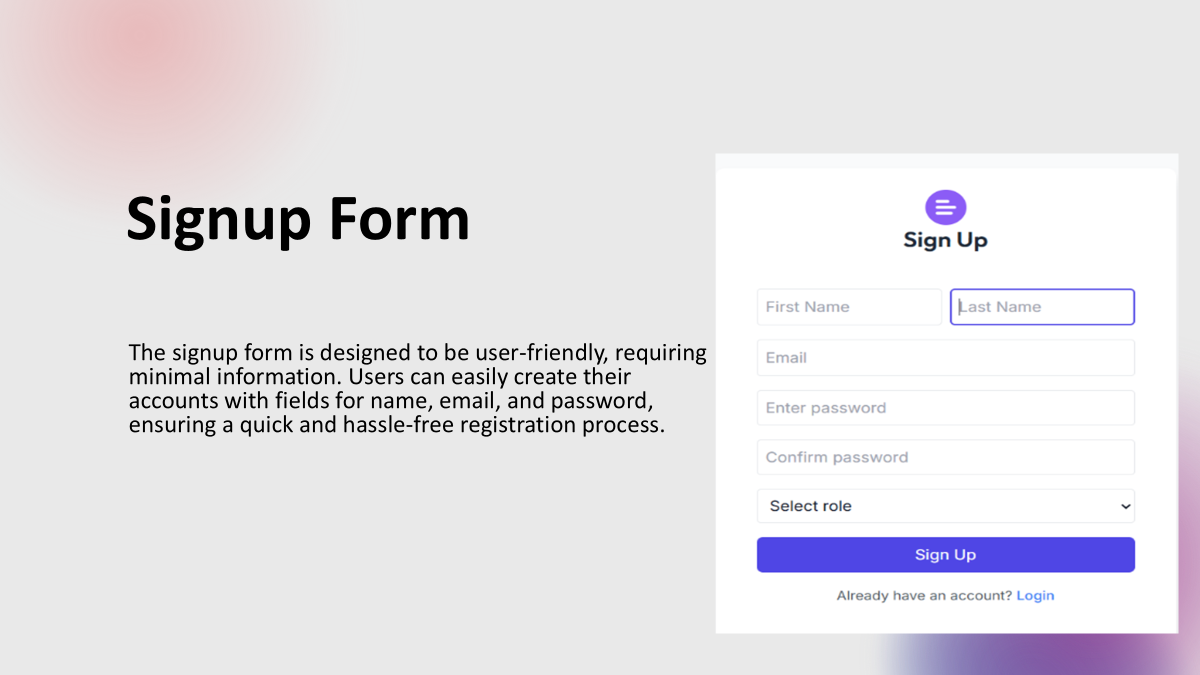 Signup Form
The signup form is designed to be user-friendly, requiring
minimal information. Users can easily create their
accounts with fields for name, email, and password,
ensuring a quick and hassle-free registration process.
Sign Up
First Name
Last Name
Email
Enter password
Confirm password
Select role
Sign Up
Already have an account? Login